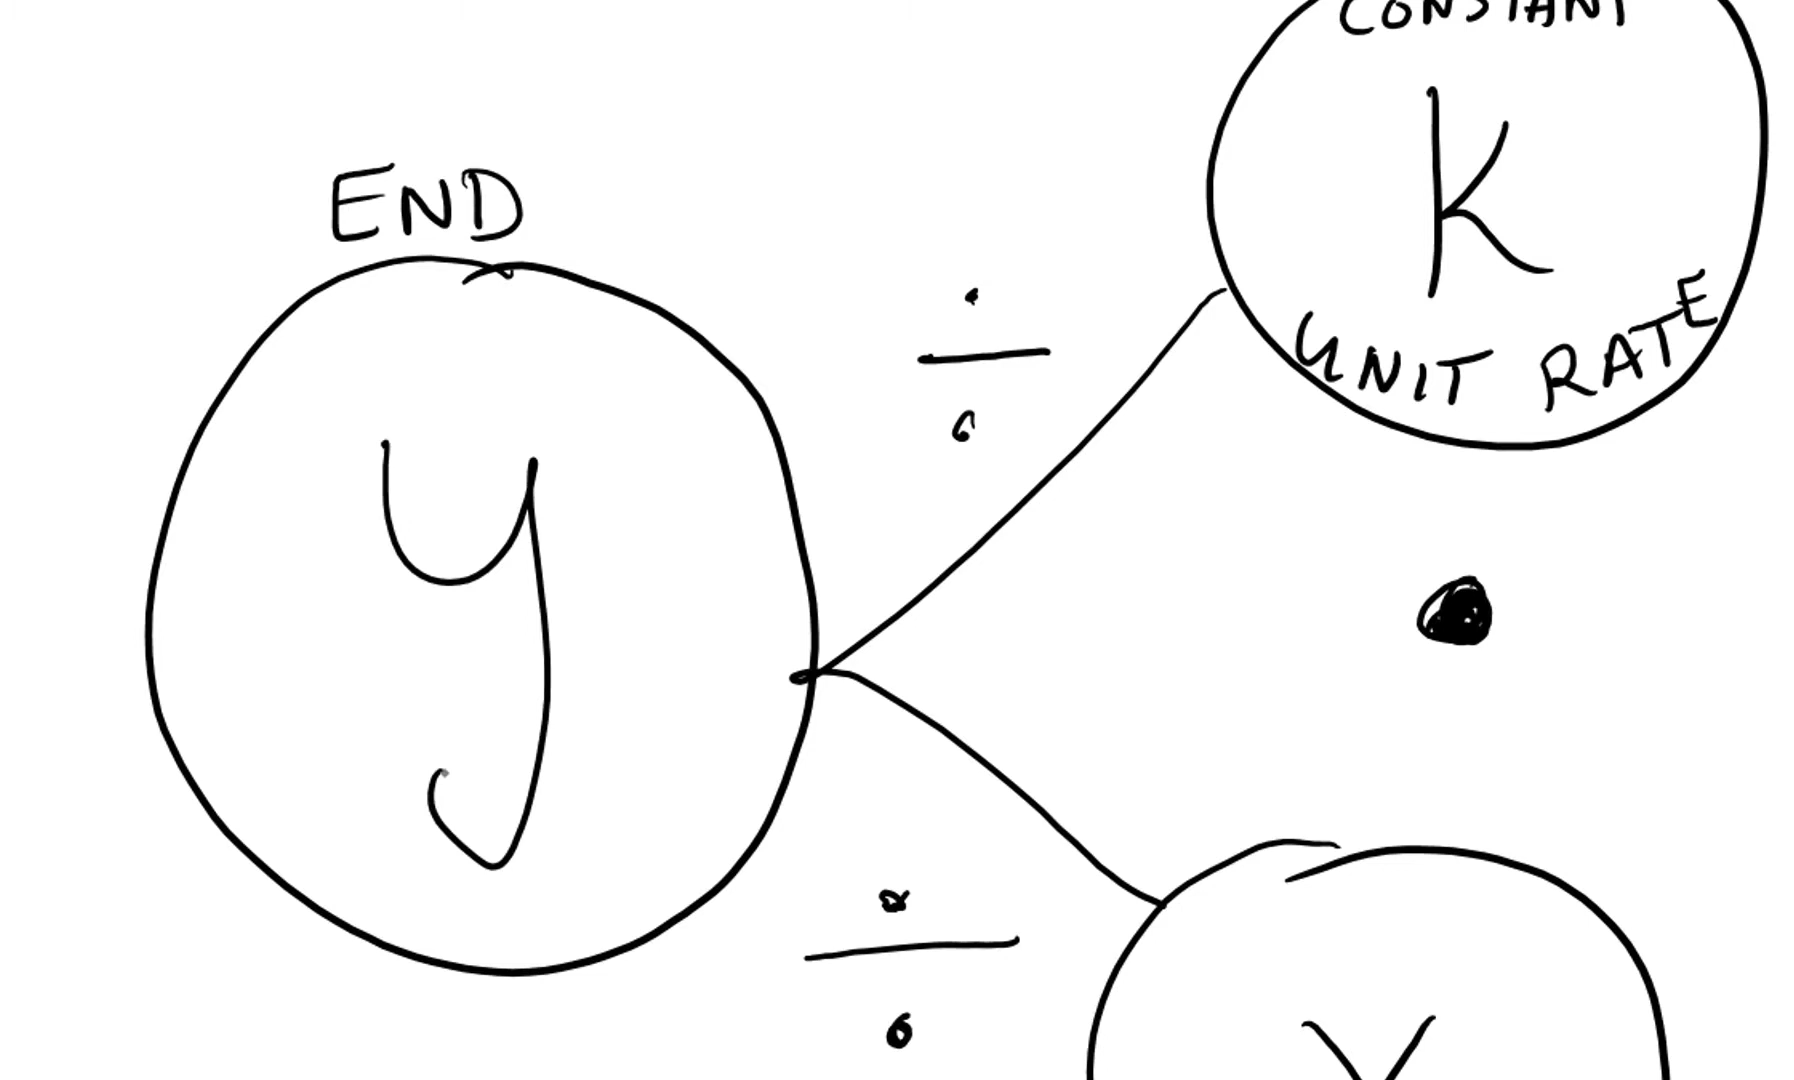 CONSTANT
K
UNIT RATE
END
y
÷
•
÷
X